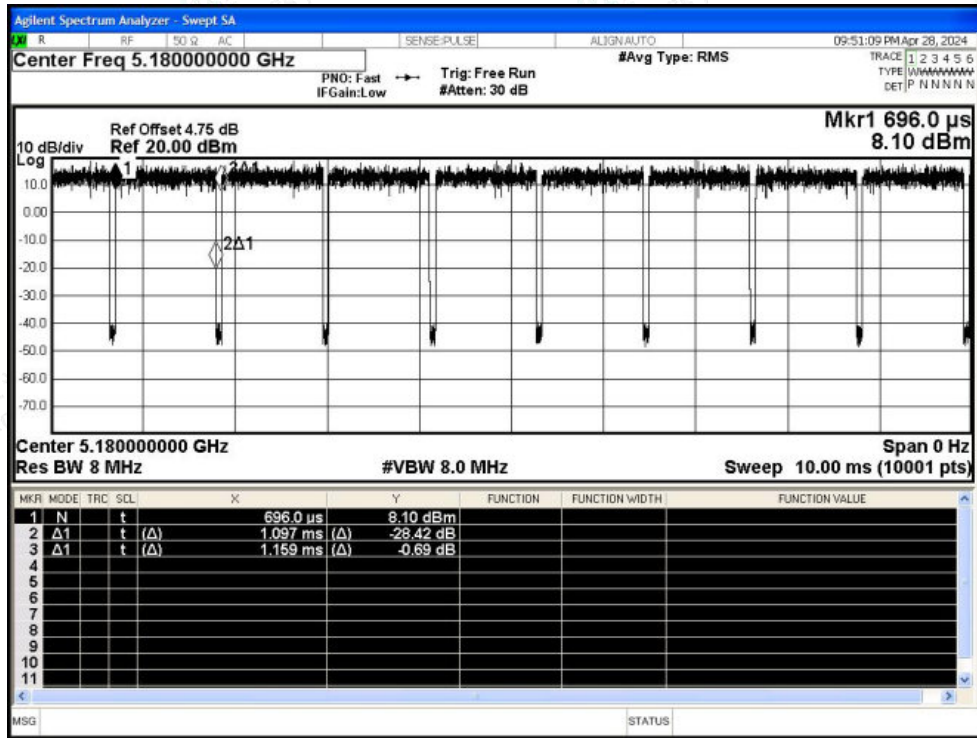 Agilent Spectrum Analyzer - Swept SA
LXI R RF 50 Ω AC SENSE:PULSE ALIGNAUTO 09:51:09 PM Apr 28, 2024
Center Freq 5.180000000 GHz #Avg Type: RMS TRACE 1 2 3 4 5 6
PNO: Fast Trig: Free Run TYPE WWWWWW
IFGain:Low #Atten: 30 dB DET P N N N N N
Mkr1 696.0 µs
Ref Offset 4.75 dB
10 dB/div Ref 20.00 dBm 8.10 dBm
Log
1 3Δ1
10.0
0.00
-10.0
2Δ1
-20.0
-30.0
-40.0
-50.0
-60.0
-70.0
Center 5.180000000 GHz Span 0 Hz
Res BW 8 MHz #VBW 8.0 MHz Sweep 10.00 ms (10001 pts)
MKR MODE TRC SCL X Y FUNCTION FUNCTION WIDTH FUNCTION VALUE
1 N t 696.0 µs 8.10 dBm
2 Δ1 t (Δ) 1.097 ms (Δ) -28.42 dB
3 Δ1 t (Δ) 1.159 ms (Δ) -0.69 dB
4
5
6
7
8
9
10
11
MSG STATUS